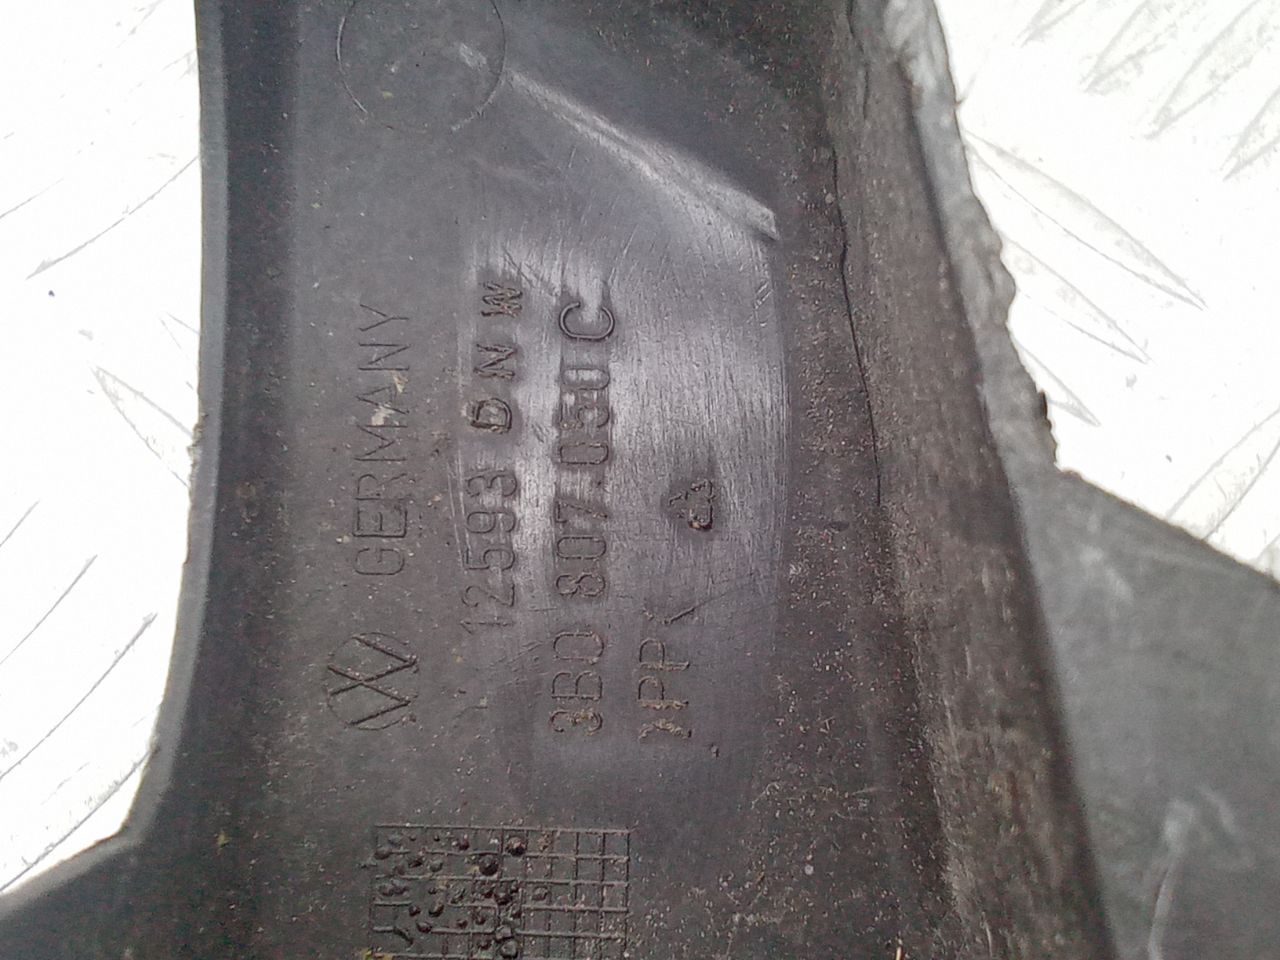 GERMANY
12593 DNW
3B0 807.050 C
>PP<